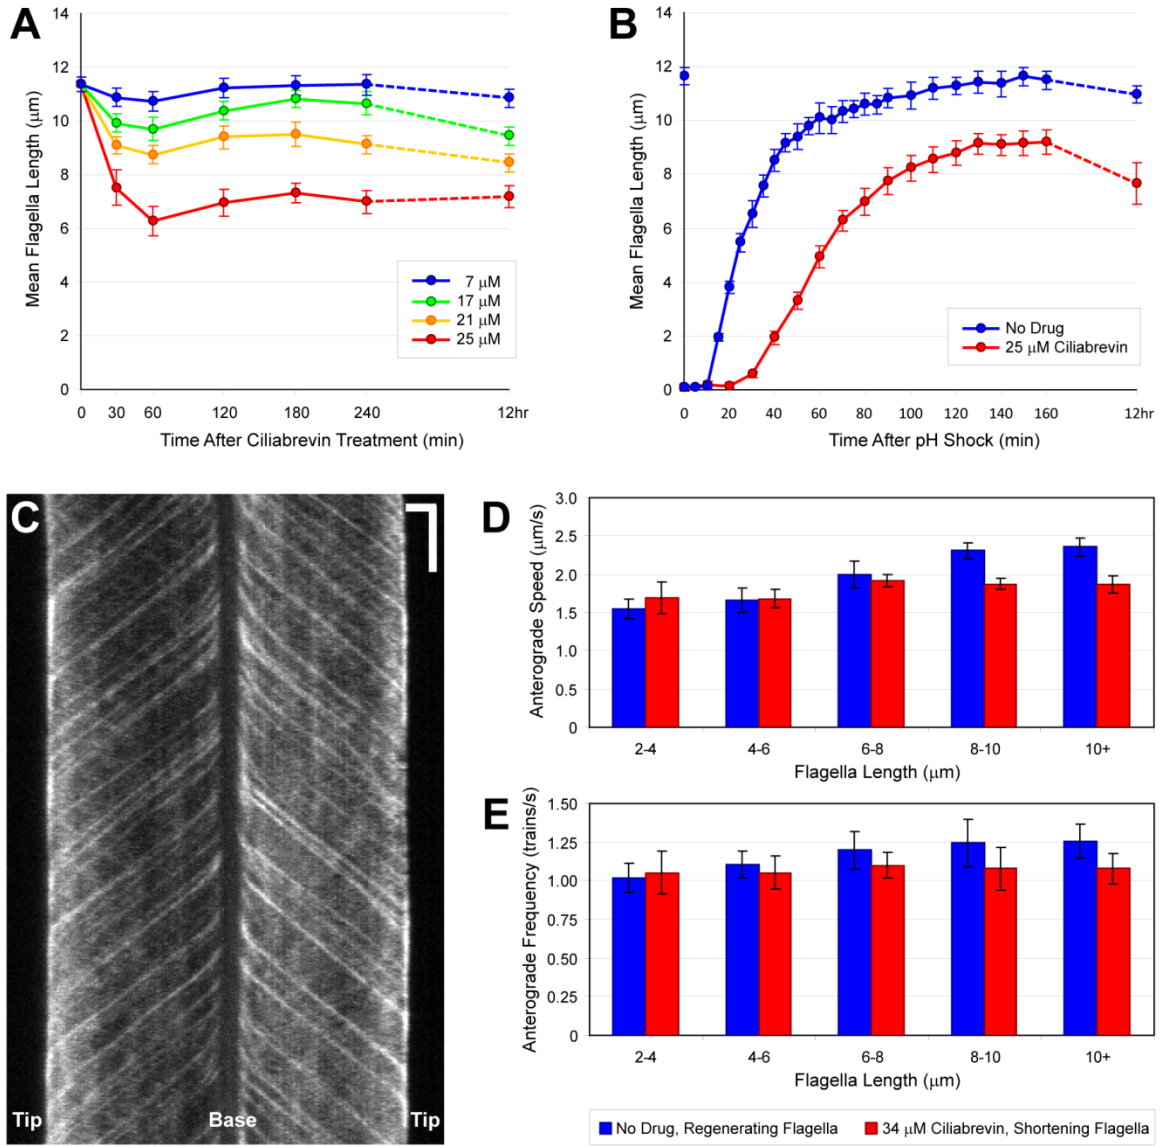 A
Mean Flagella Length (μm)
14
12
10
8
6
4
2
0
7 μM
17 μM
21 μM
25 μM
0 30 60 120 180 240 12hr
Time After Ciliabrevin Treatment (min)
B
Mean Flagella Length (μm)
14
12
10
8
6
4
2
0
No Drug
25 μM Ciliabrevin
0 20 40 60 80 100 120 140 160 12hr
Time After pH Shock (min)
C
Tip Base Tip
D
Anterograde Speed (μm/s)
3.0
2.5
2.0
1.5
1.0
0.5
0
2-4 4-6 6-8 8-10 10+
Flagella Length (μm)
E
Anterograde Frequency (trains/s)
1.50
1.25
1.00
0.75
0.50
0.25
0
2-4 4-6 6-8 8-10 10+
Flagella Length (μm)
No Drug, Regenerating Flagella 34 μM Ciliabrevin, Shortening Flagella